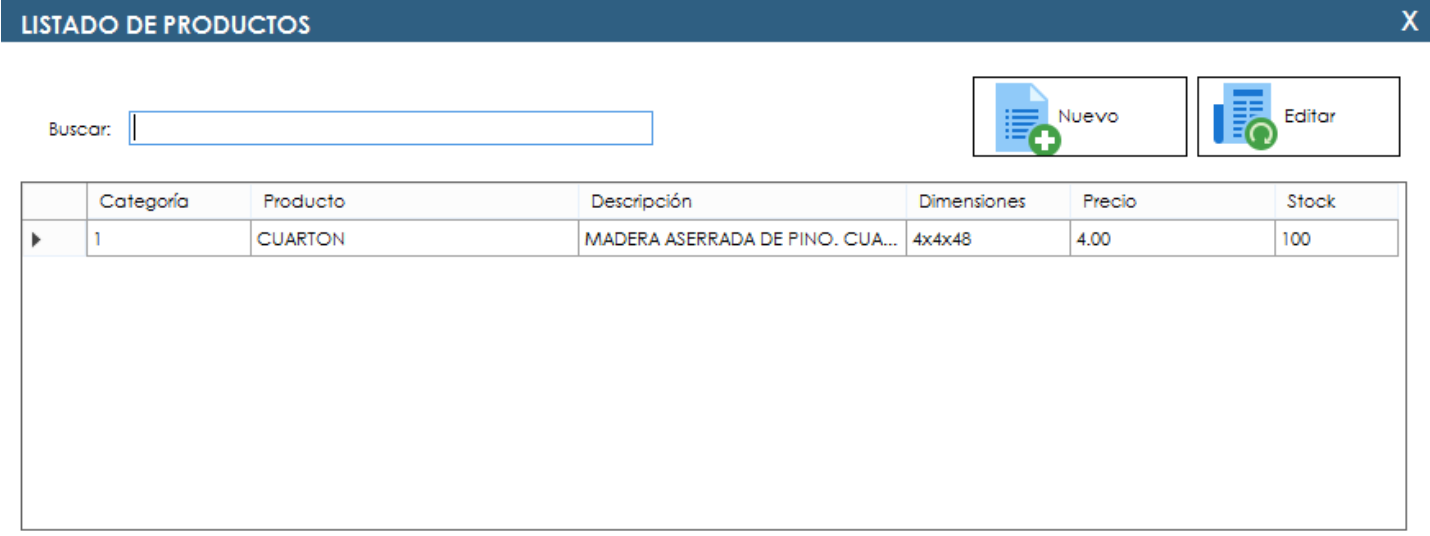 LISTADO DE PRODUCTOS X
Buscar: Nuevo Editar
Categoría Producto Descripción Dimensiones Precio Stock
1 CUARTON MADERA ASERRADA DE PINO. CUA... 4x4x48 4.00 100